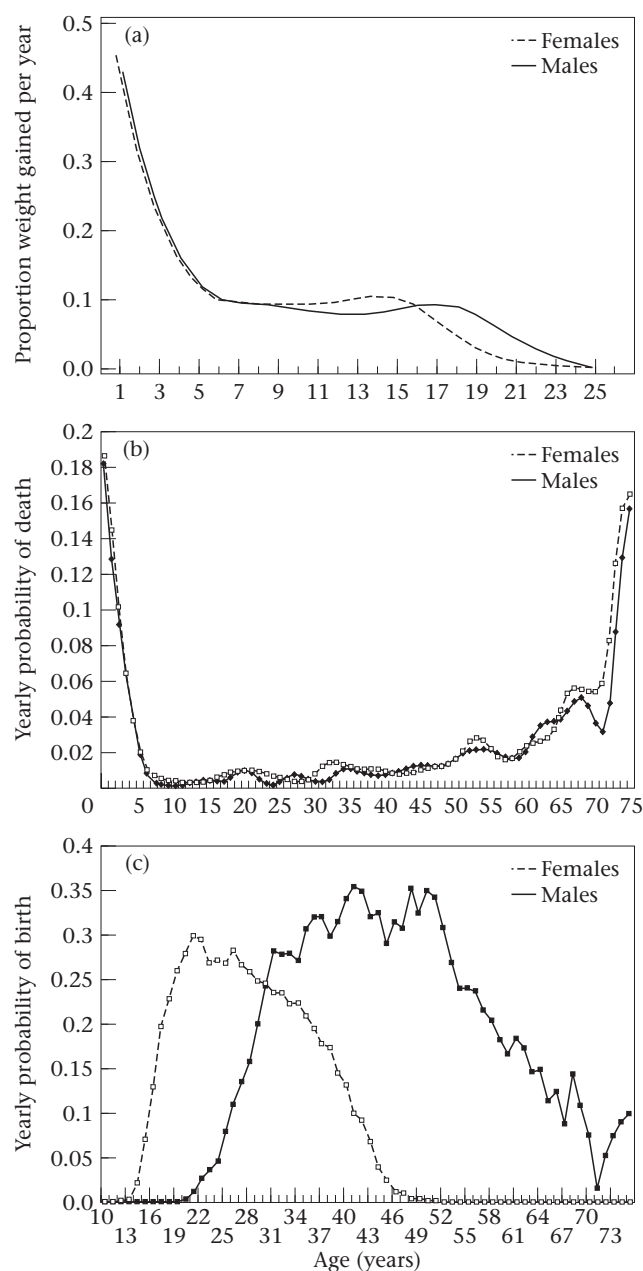 (a)
Females
Males
Proportion weight gained per year
0.5
0.4
0.3
0.2
0.1
0.0
1 3 5 7 9 11 13 15 17 19 21 23 25
(b)
Females
Males
Yearly probability of death
0.2
0.18
0.16
0.14
0.12
0.10
0.08
0.06
0.04
0.02
0 5 10 15 20 25 30 35 40 45 50 55 60 65 70 75
(c)
Females
Males
Yearly probability of birth
0.4
0.35
0.3
0.25
0.2
0.15
0.1
0.05
0.0
10 16 22 28 34 40 46 52 58 64 70
13 19 25 31 37 43 49 55 61 67 73
Age (years)